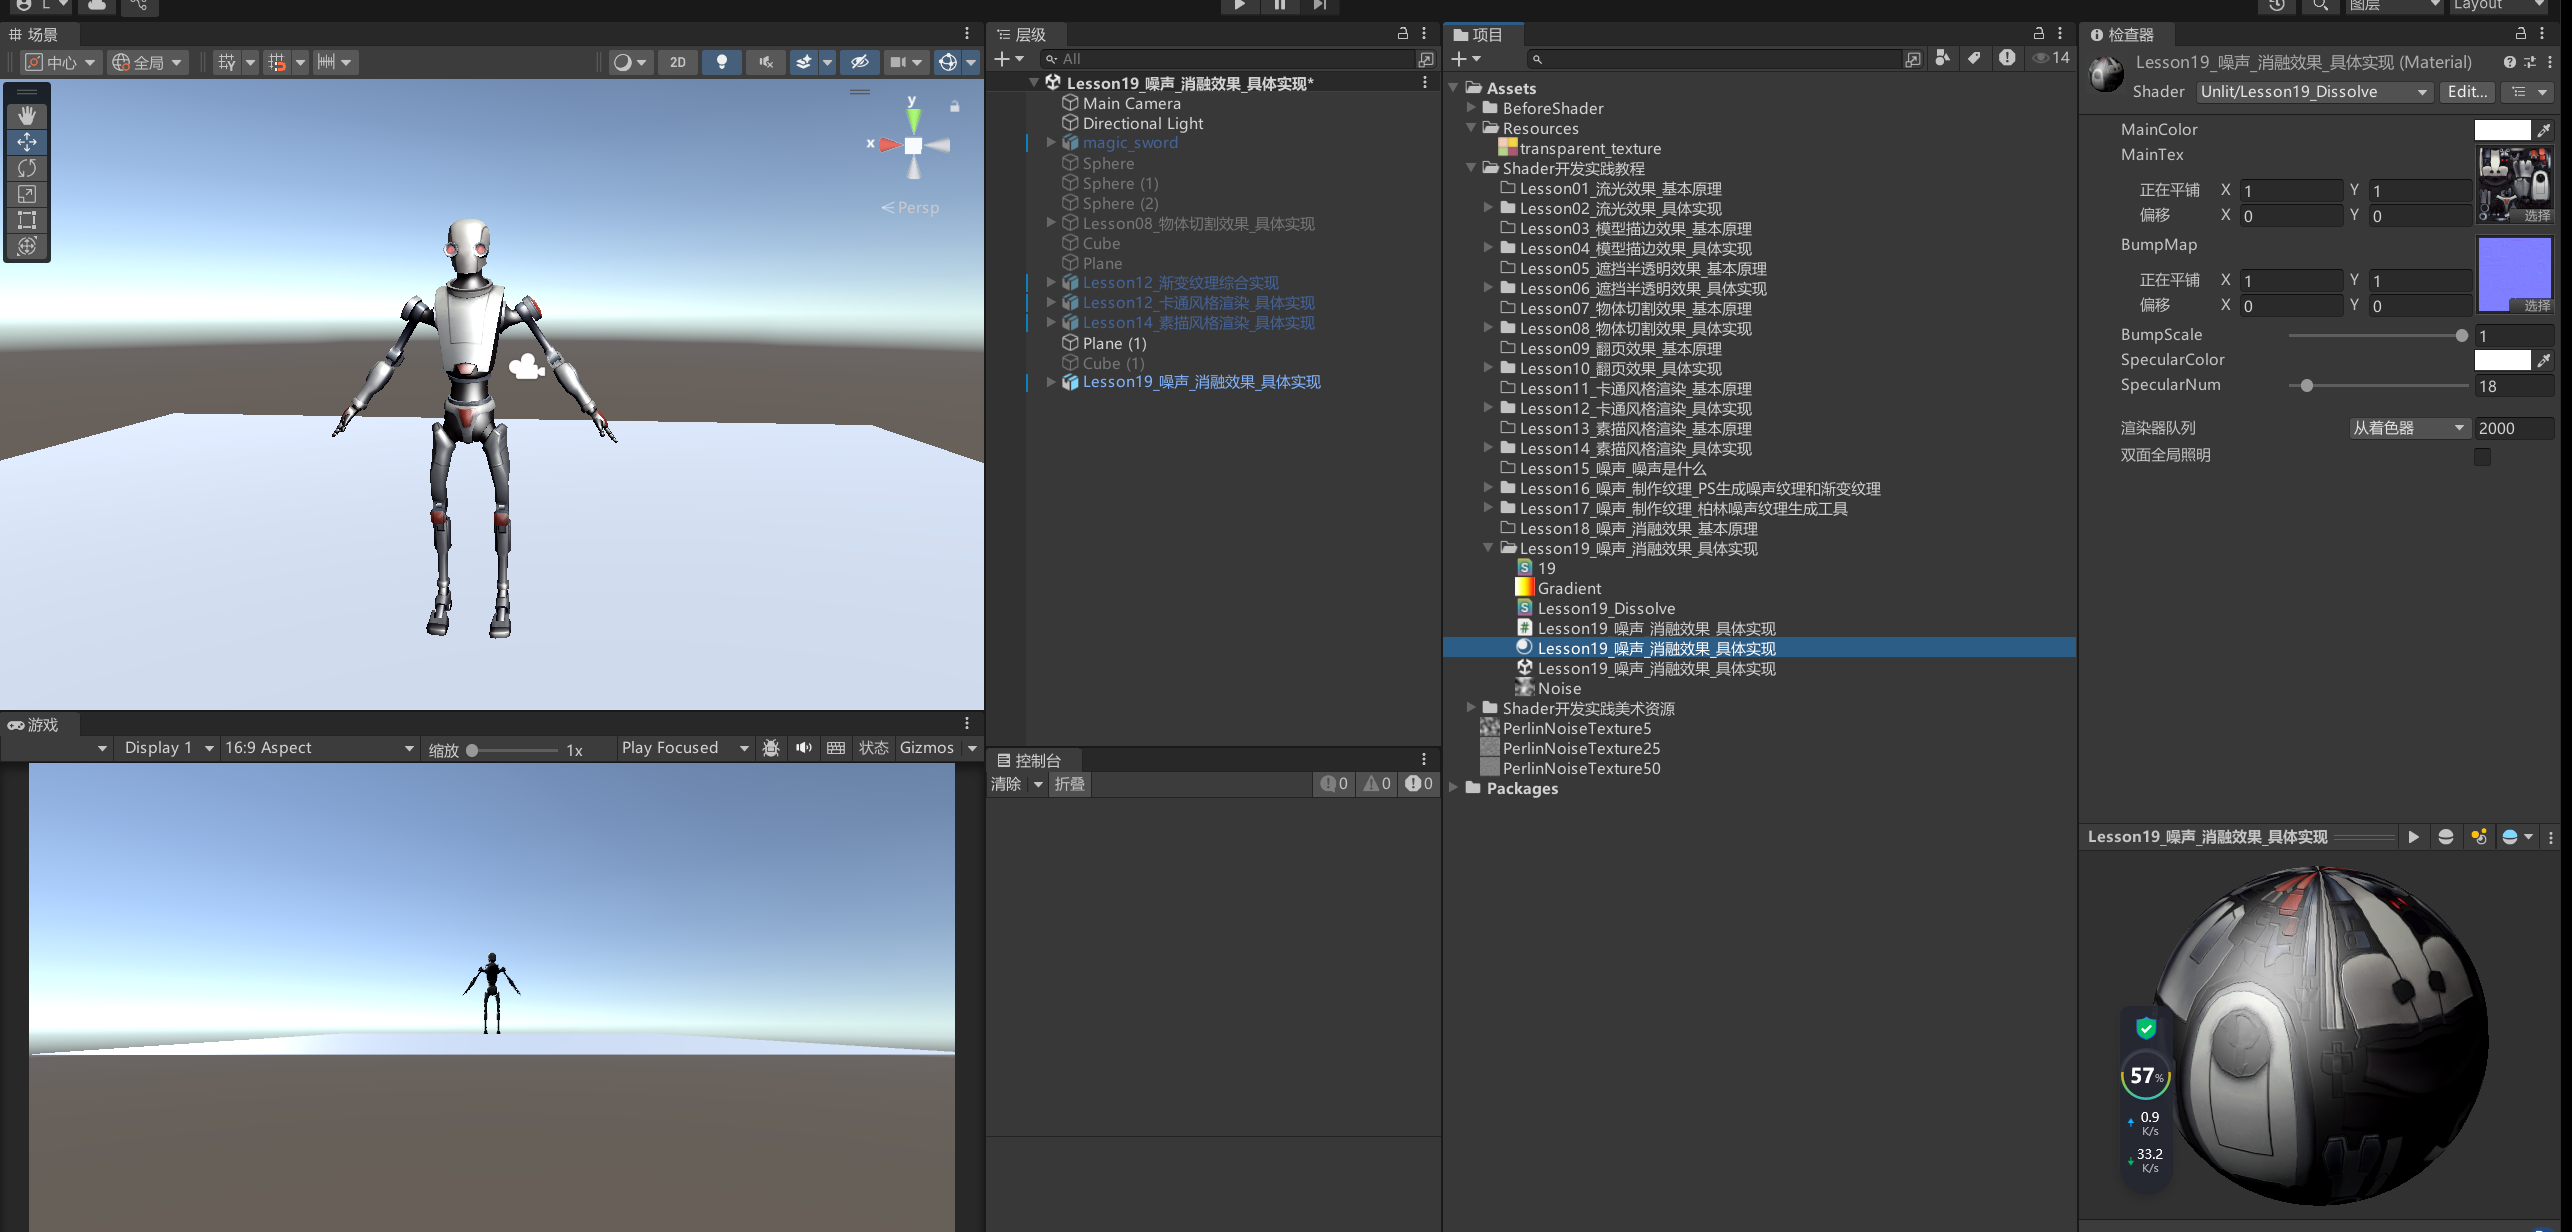 L
图层
Layout
场景
中心
全局
2D
y
x
Persp
游戏
Display 1
16:9 Aspect
缩放
1x
Play Focused
状态
Gizmos
层级
All
Lesson19_噪声_消融效果_具体实现*
Main Camera
Directional Light
magic_sword
Sphere
Sphere (1)
Sphere (2)
Lesson08_物体切割效果_具体实现
Cube
Plane
Lesson12_渐变纹理综合实现
Lesson12_卡通风格渲染_具体实现
Lesson14_素描风格渲染_具体实现
Plane (1)
Cube (1)
Lesson19_噪声_消融效果_具体实现
控制台
清除
折叠
0
0
0
项目
14
Assets
BeforeShader
Resources
transparent_texture
Shader开发实践教程
Lesson01_流光效果_基本原理
Lesson02_流光效果_具体实现
Lesson03_模型描边效果_基本原理
Lesson04_模型描边效果_具体实现
Lesson05_遮挡半透明效果_基本原理
Lesson06_遮挡半透明效果_具体实现
Lesson07_物体切割效果_基本原理
Lesson08_物体切割效果_具体实现
Lesson09_翻页效果_基本原理
Lesson10_翻页效果_具体实现
Lesson11_卡通风格渲染_基本原理
Lesson12_卡通风格渲染_具体实现
Lesson13_素描风格渲染_基本原理
Lesson14_素描风格渲染_具体实现
Lesson15_噪声_噪声是什么
Lesson16_噪声_制作纹理_PS生成噪声纹理和渐变纹理
Lesson17_噪声_制作纹理_柏林噪声纹理生成工具
Lesson18_噪声_消融效果_基本原理
Lesson19_噪声_消融效果_具体实现
19
Gradient
Lesson19_Dissolve
Lesson19_噪声_消融效果_具体实现
Lesson19_噪声_消融效果_具体实现
Lesson19_噪声_消融效果_具体实现
Noise
Shader开发实践美术资源
PerlinNoiseTexture5
PerlinNoiseTexture25
PerlinNoiseTexture50
Packages
检查器
Lesson19_噪声_消融效果_具体实现 (Material)
Shader
Unlit/Lesson19_Dissolve
Edit...
MainColor
MainTex
正在平铺 X 1 Y 1
偏移 X 0 Y 0
选择
BumpMap
正在平铺 X 1 Y 1
偏移 X 0 Y 0
选择
BumpScale 1
SpecularColor
SpecularNum 18
渲染器队列 从着色器 2000
双面全局照明
Lesson19_噪声_消融效果_具体实现
57%
0.9
K/s
33.2
K/s